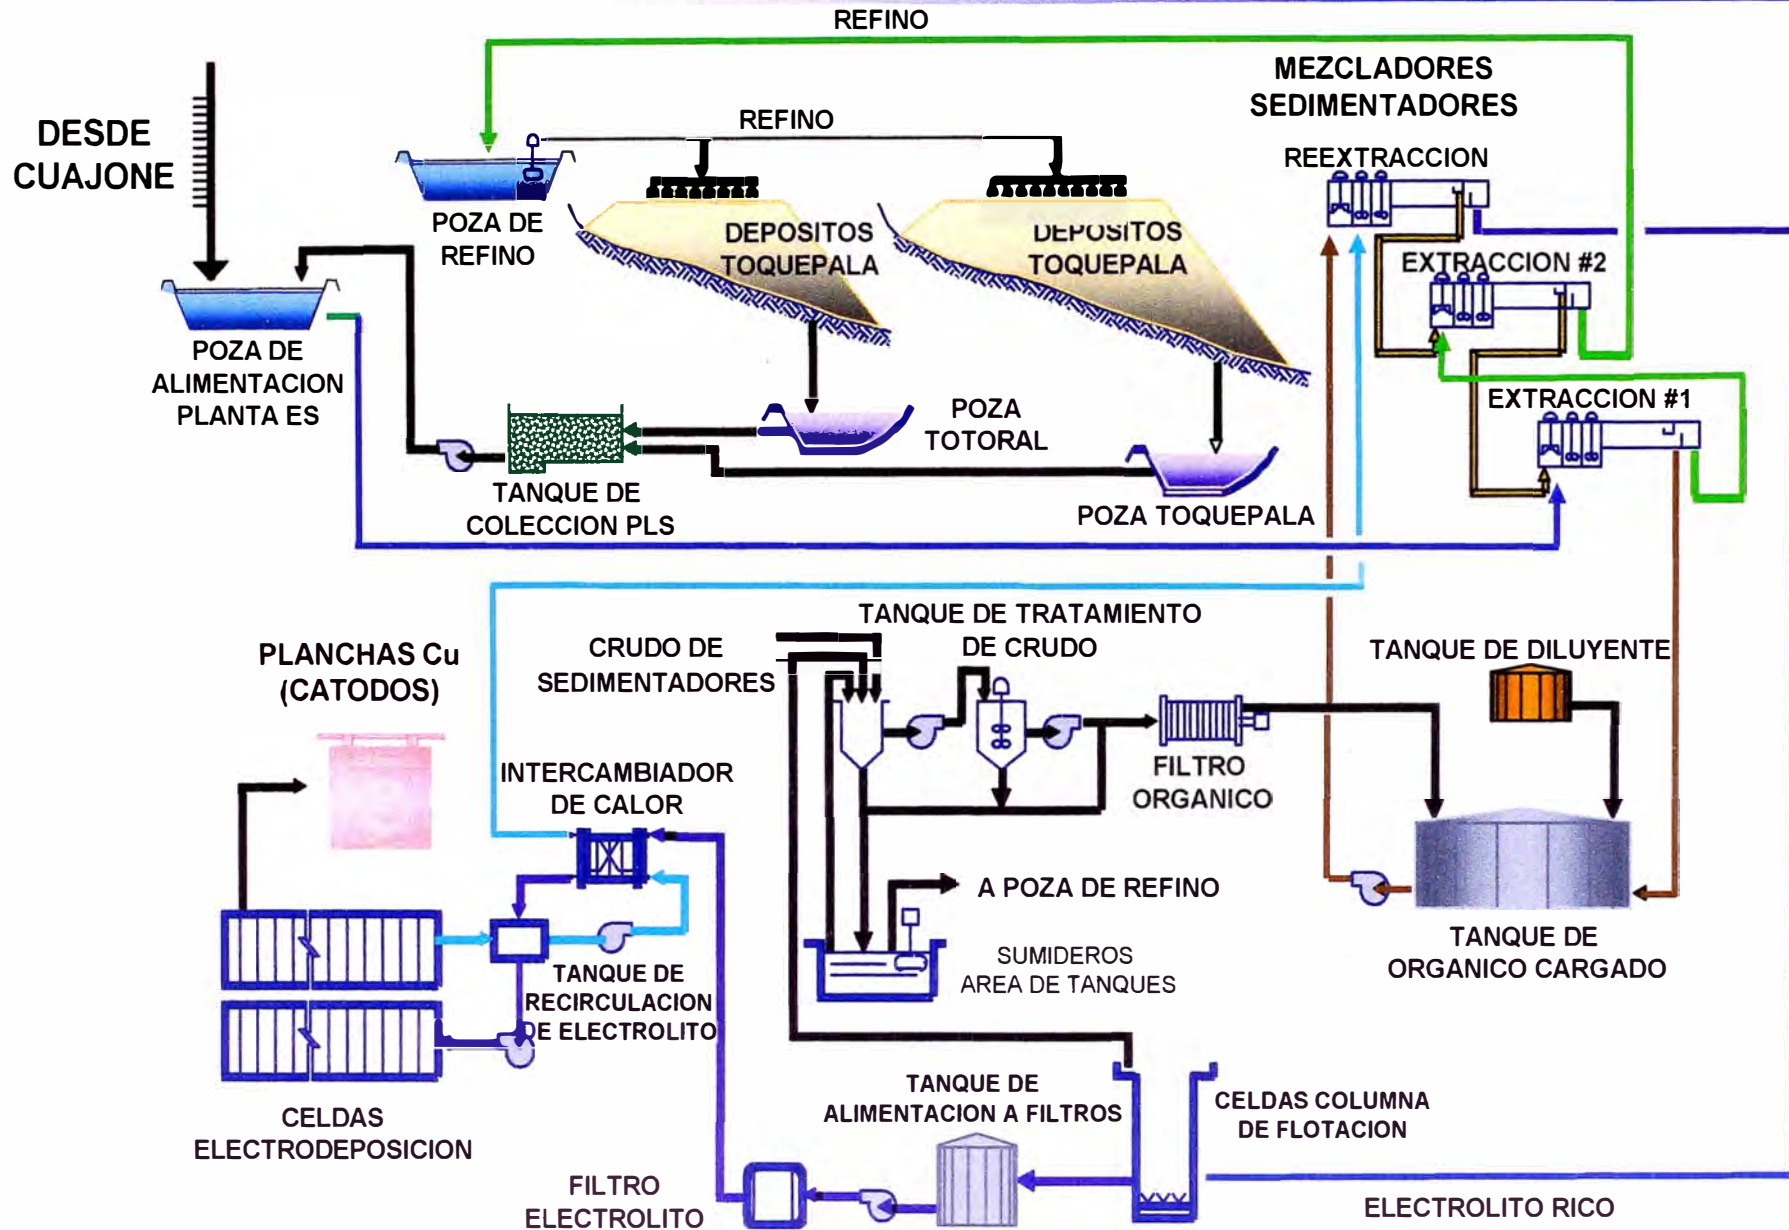 REFINO
MEZCLADORES
SEDIMENTADORES
DESDE
CUAJONE
REFINO
REEXTRACCION
POZA DE
REFINO
DEPOSITOS
TOQUEPALA
DEPOSITOS
TOQUEPALA
EXTRACCION #2
POZA DE
ALIMENTACION
PLANTA ES
EXTRACCION #1
POZA
TOTORAL
TANQUE DE
COLECCION PLS
POZA TOQUEPALA
TANQUE DE TRATAMIENTO
DE CRUDO
CRUDO DE
SEDIMENTADORES
TANQUE DE DILUYENTE
PLANCHAS Cu
(CATODOS)
INTERCAMBIADOR
DE CALOR
FILTRO
ORGANICO
A POZA DE REFINO
SUMIDEROS
AREA DE TANQUES
TANQUE DE
ORGANICO CARGADO
TANQUE DE
RECIRCULACION
DE ELECTROLITO
CELDAS
ELECTRODEPOSICION
TANQUE DE
ALIMENTACION A FILTROS
CELDAS COLUMNA
DE FLOTACION
FILTRO
ELECTROLITO
ELECTROLITO RICO